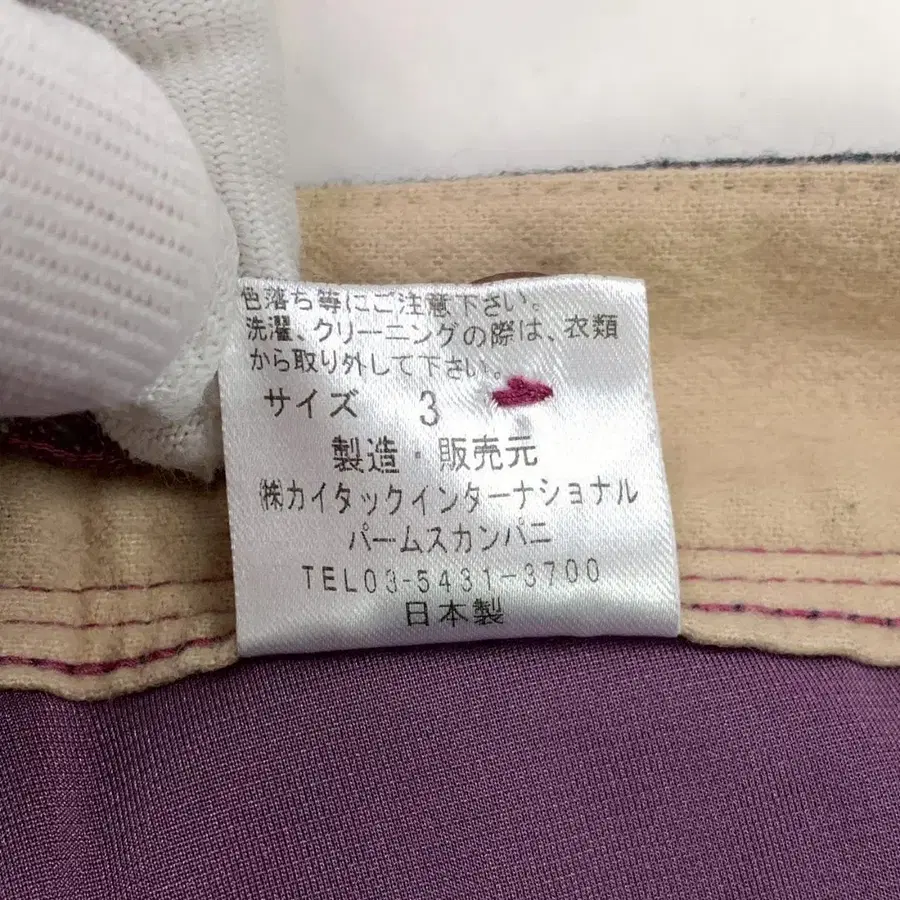 色落ち等にご注意下さい。
洗濯、クリーニングの際は、衣類
から取り外して下さい。
サイズ 3
製造・販売元
㈱カイタックインターナショナル
パームスカンパニ
TEL03-5431-3700
日本製